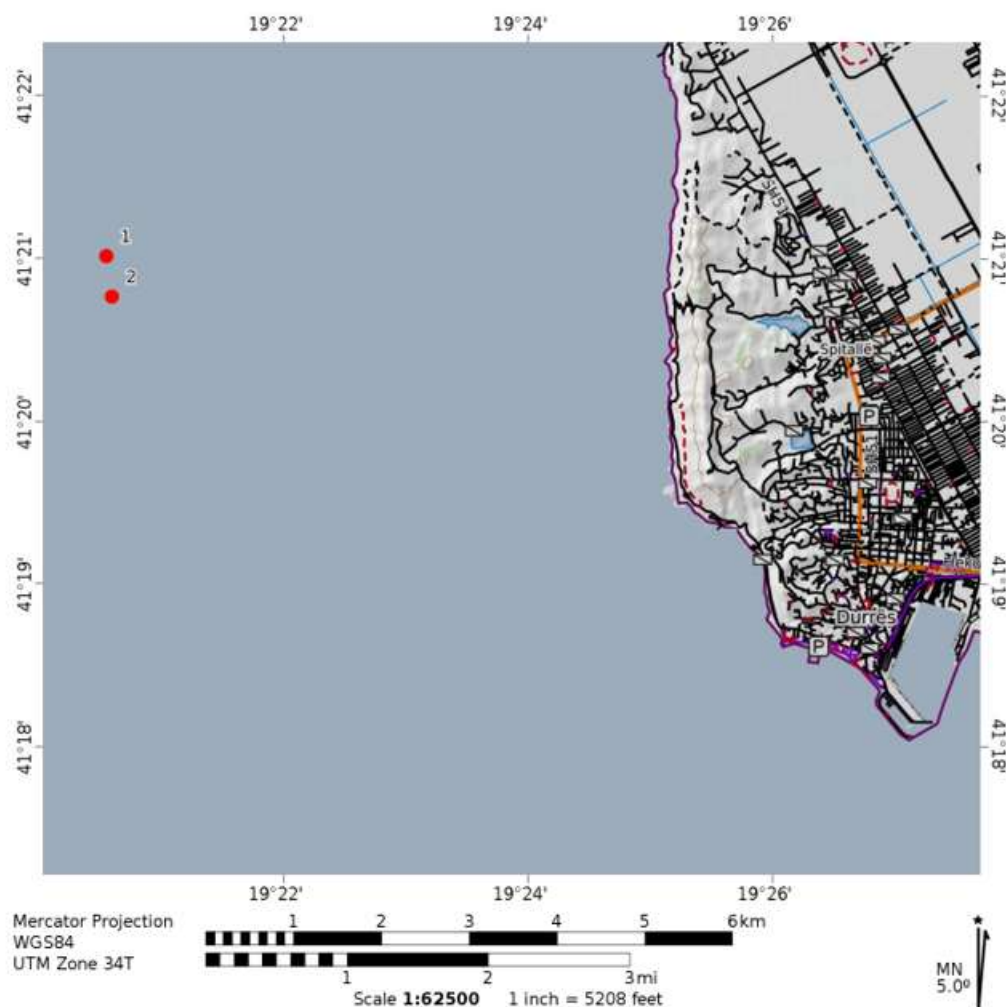 19°22' 19°24' 19°26'
41°22' 41°22'
SH51
1
41°21' 41°21'
2
Spitallë
41°20' P 41°20'
SH51
41°19' 41°19'
Durrës
P
41°18' 41°18'
19°22' 19°24' 19°26'
Mercator Projection
WGS84
UTM Zone 34T
1 2 3 4 5 6km
1 2 3mi
Scale 1:62500 1 inch = 5208 feet
MN
5.0º